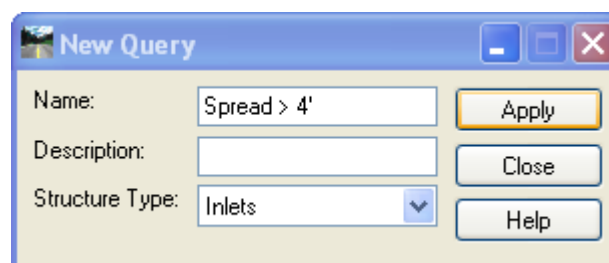 New Query
Name: Spread > 4' Apply
Description: Close
Structure Type: Inlets Help